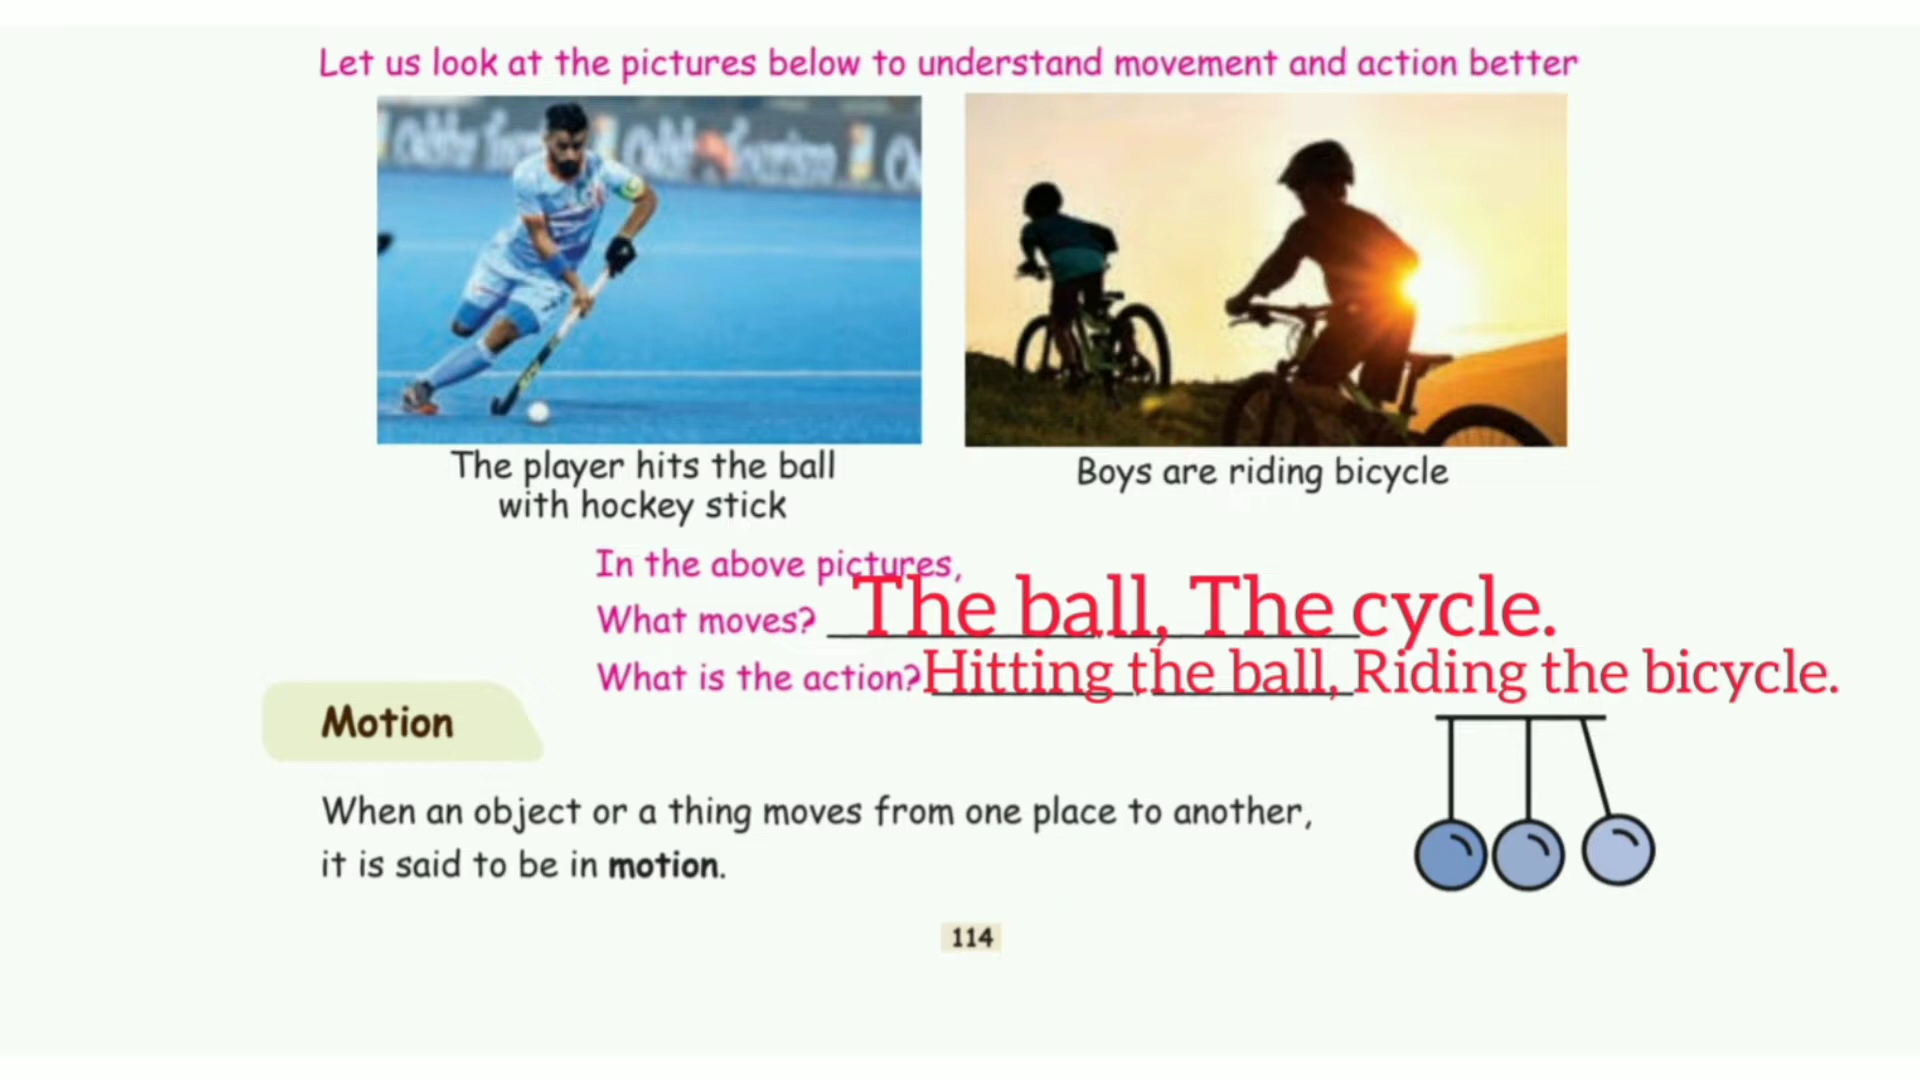 Let us look at the pictures below to understand movement and action better
The player hits the ball
with hockey stick
Boys are riding bicycle
In the above pictures,
What moves? The ball, The cycle.
What is the action? Hitting the ball, Riding the bicycle.
Motion
When an object or a thing moves from one place to another,
it is said to be in motion.
114